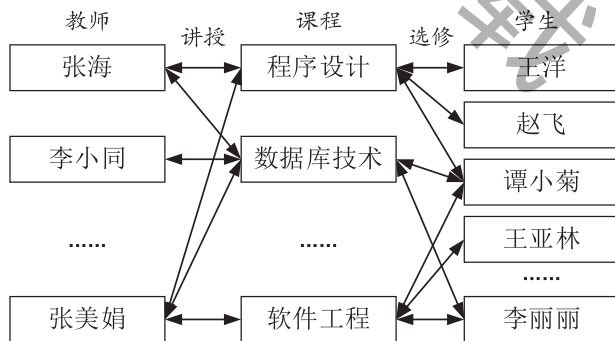 教师 课程 学生
讲授 选修
张海 程序设计 王洋
赵飞
李小同 数据库技术 谭小菊
...... ...... 王亚林
......
张美娟 软件工程 李丽丽